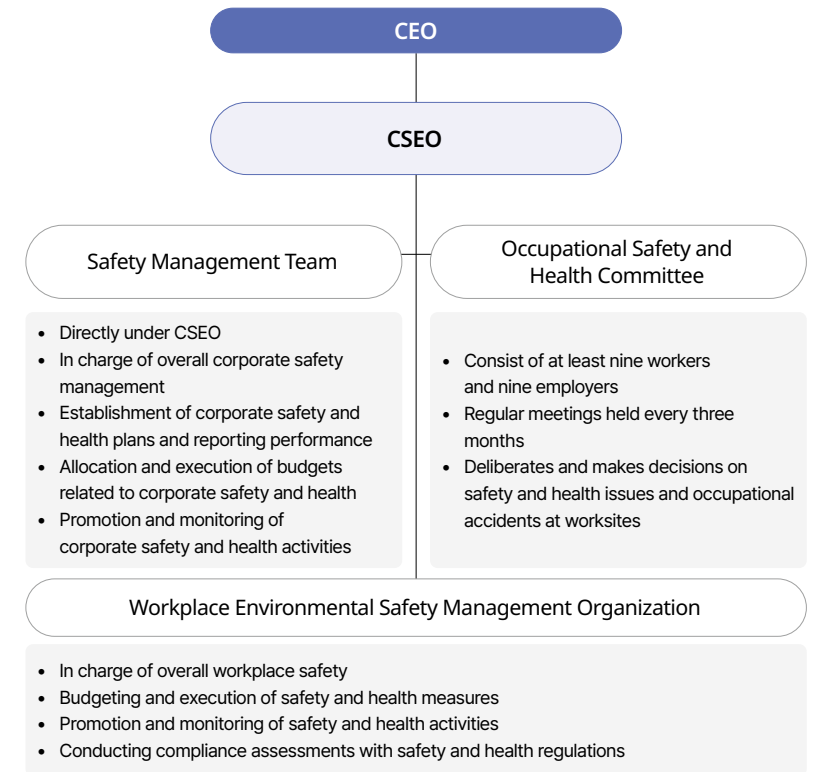 CEO
CSEO
Safety Management Team
• Directly under CSEO
• In charge of overall corporate safety
management
• Establishment of corporate safety and
health plans and reporting performance
• Allocation and execution of budgets
related to corporate safety and health
• Promotion and monitoring of
corporate safety and health activities
Occupational Safety and
Health Committee
• Consist of at least nine workers
and nine employers
• Regular meetings held every three
months
• Deliberates and makes decisions on
safety and health issues and occupational
accidents at worksites
Workplace Environmental Safety Management Organization
• In charge of overall workplace safety
• Budgeting and execution of safety and health measures
• Promotion and monitoring of safety and health activities
• Conducting compliance assessments with safety and health regulations